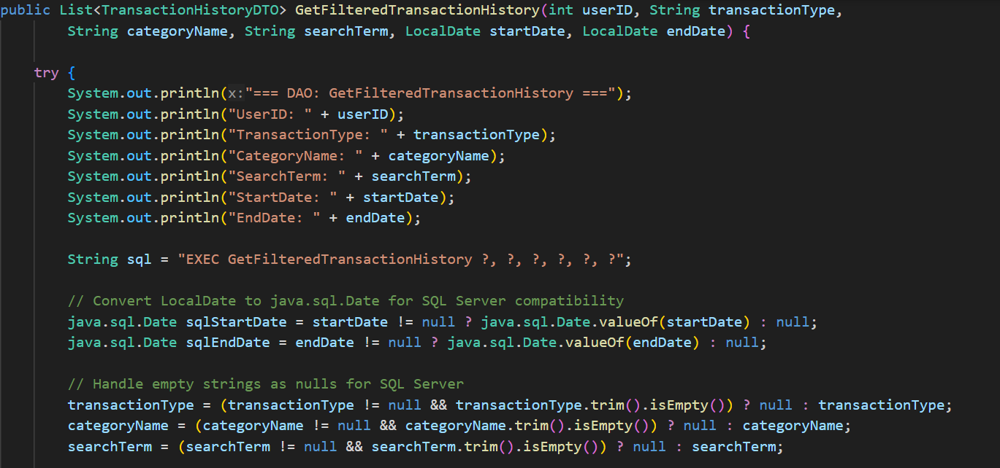 public List<TransactionHistoryDTO> GetFilteredTransactionHistory(int userID, String transactionType,
        String categoryName, String searchTerm, LocalDate startDate, LocalDate endDate) {

    try {
        System.out.println(x:"=== DAO: GetFilteredTransactionHistory ===");
        System.out.println("UserID: " + userID);
        System.out.println("TransactionType: " + transactionType);
        System.out.println("CategoryName: " + categoryName);
        System.out.println("SearchTerm: " + searchTerm);
        System.out.println("StartDate: " + startDate);
        System.out.println("EndDate: " + endDate);

        String sql = "EXEC GetFilteredTransactionHistory ?, ?, ?, ?, ?, ?";

        // Convert LocalDate to java.sql.Date for SQL Server compatibility
        java.sql.Date sqlStartDate = startDate != null ? java.sql.Date.valueOf(startDate) : null;
        java.sql.Date sqlEndDate = endDate != null ? java.sql.Date.valueOf(endDate) : null;

        // Handle empty strings as nulls for SQL Server
        transactionType = (transactionType != null && transactionType.trim().isEmpty()) ? null : transactionType;
        categoryName = (categoryName != null && categoryName.trim().isEmpty()) ? null : categoryName;
        searchTerm = (searchTerm != null && searchTerm.trim().isEmpty()) ? null : searchTerm;